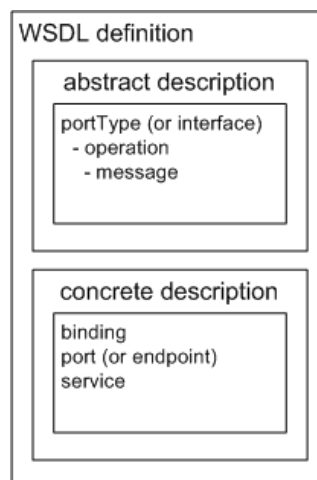 WSDL definition
abstract description
portType (or interface)
- operation
- message
concrete description
binding
port (or endpoint)
service